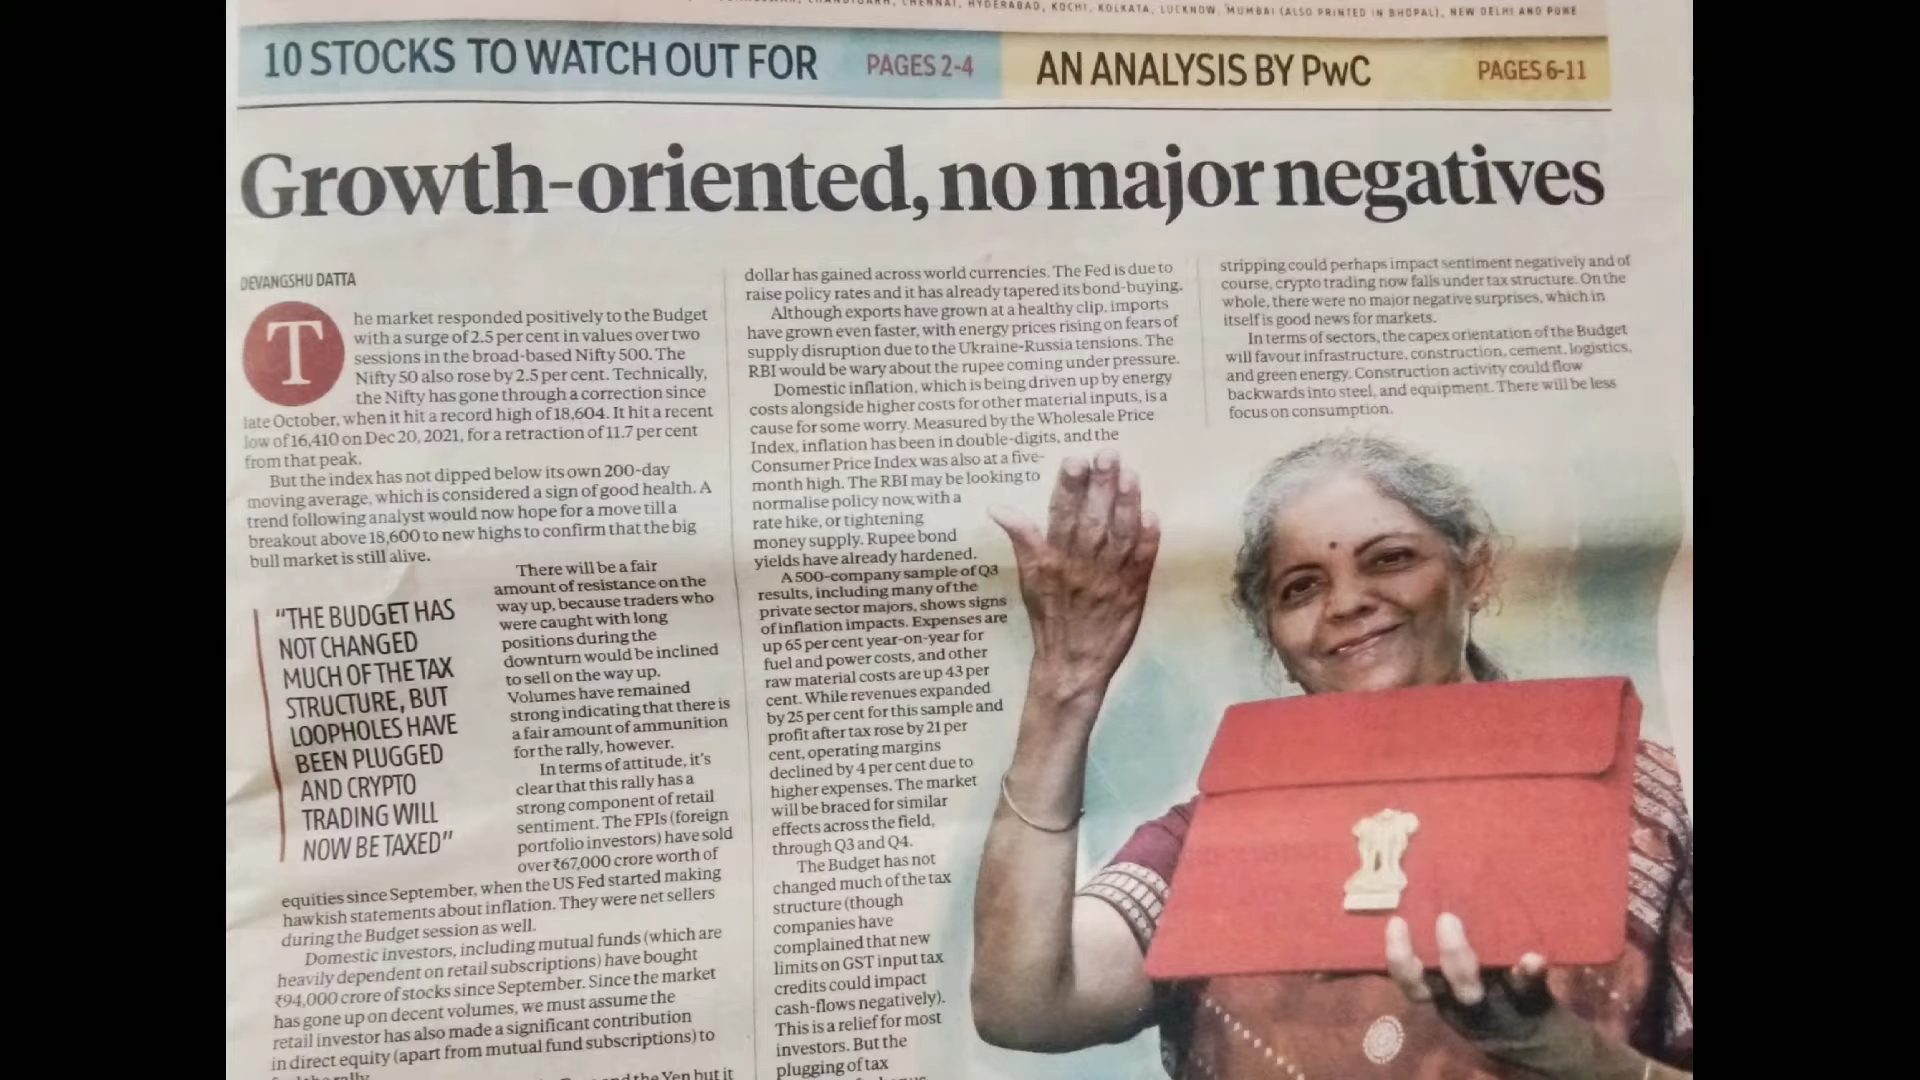 CHENNAI, HYDERABAD, KOCHI, KOLKATA, LUCKNOW, MUMBAI (ALSO PRINTED IN BHOPAL), NEW DELHI AND PUNE
10 STOCKS TO WATCH OUT FOR PAGES 2-4 AN ANALYSIS BY PwC PAGES 6-11
Growth-oriented, no major negatives
DEVANGSHU DATTA
The market responded positively to the Budget
with a surge of 2.5 per cent in values over two
sessions in the broad-based Nifty 500. The
Nifty 50 also rose by 2.5 per cent. Technically,
the Nifty has gone through a correction since
late October, when it hit a record high of 18,604. It hit a recent
low of 16,410 on Dec 20, 2021, for a retraction of 11.7 per cent
from that peak.
But the index has not dipped below its own 200-day
moving average, which is considered a sign of good health. A
trend following analyst would now hope for a move till a
breakout above 18,600 to new highs to confirm that the big
bull market is still alive.
There will be a fair
amount of resistance on the
way up, because traders who
were caught with long
positions during the
downturn would be inclined
to sell on the way up.
Volumes have remained
strong indicating that there is
a fair amount of ammunition
for the rally, however.
In terms of attitude, it's
clear that this rally has a
strong component of retail
sentiment. The FPIs (foreign
portfolio investors) have sold
over ₹67,000 crore worth of
equities since September, when the US Fed started making
hawkish statements about inflation. They were net sellers
during the Budget session as well.
Domestic investors, including mutual funds (which are
heavily dependent on retail subscriptions) have bought
₹94,000 crore of stocks since September. Since the market
has gone up on decent volumes, we must assume the
retail investor has also made a significant contribution
in direct equity (apart from mutual fund subscriptions) to
rally.
and the Yen but it
"THE BUDGET HAS
NOT CHANGED
MUCH OF THE TAX
STRUCTURE, BUT
LOOPHOLES HAVE
BEEN PLUGGED
AND CRYPTO
TRADING WILL
NOW BE TAXED"
dollar has gained across world currencies. The Fed is due to
raise policy rates and it has already tapered its bond-buying.
Although exports have grown at a healthy clip, imports
have grown even faster, with energy prices rising on fears of
supply disruption due to the Ukraine-Russia tensions. The
RBI would be wary about the rupee coming under pressure.
Domestic inflation, which is being driven up by energy
costs alongside higher costs for other material inputs, is a
cause for some worry. Measured by the Wholesale Price
Index, inflation has been in double-digits, and the
Consumer Price Index was also at a five-
month high. The RBI may be looking to
normalise policy now, with a
rate hike, or tightening
money supply. Rupee bond
yields have already hardened.
A 500-company sample of Q3
results, including many of the
private sector majors, shows signs
of inflation impacts. Expenses are
up 65 per cent year-on-year for
fuel and power costs, and other
raw material costs are up 43 per
cent. While revenues expanded
by 25 per cent for this sample and
profit after tax rose by 21 per
cent, operating margins
declined by 4 per cent due to
higher expenses. The market
will be braced for similar
effects across the field,
through Q3 and Q4.
The Budget has not
changed much of the tax
structure (though
companies have
complained that new
limits on GST input tax
credits could impact
cash-flows negatively).
This is a relief for most
investors. But the
plugging of tax
stripping could perhaps impact sentiment negatively and of
course, crypto trading now falls under tax structure. On the
whole, there were no major negative surprises, which in
itself is good news for markets.
In terms of sectors, the capex orientation of the Budget
will favour infrastructure, construction, cement, logistics,
and green energy. Construction activity could flow
backwards into steel, and equipment. There will be less
focus on consumption.